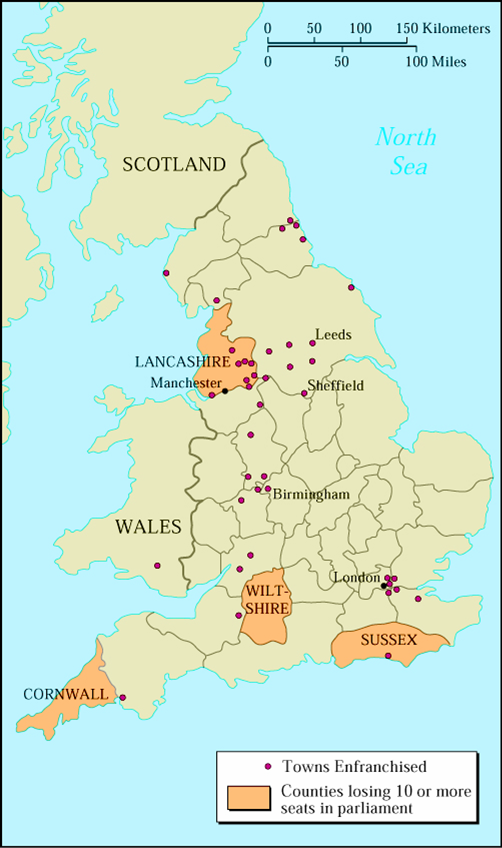 0 50 100 150 Kilometers
0 50 100 Miles
North
Sea
SCOTLAND
Leeds
LANCASHIRE
Manchester
Sheffield
Birmingham
WALES
London
WILT-
SHIRE
SUSSEX
CORNWALL
Towns Enfranchised
Counties losing 10 or more
seats in parliament